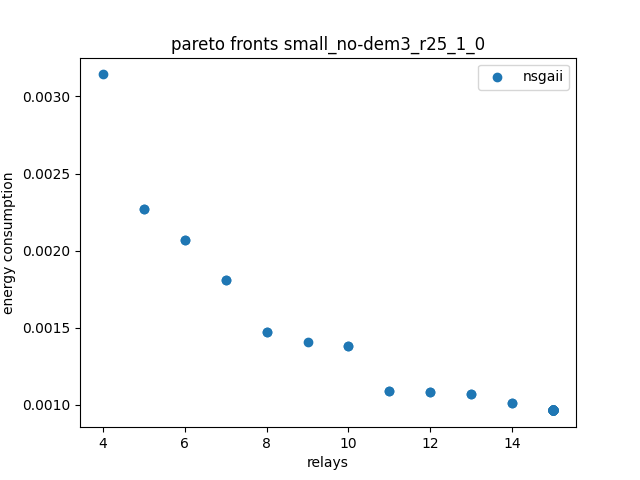 pareto fronts small_no-dem3_r25_1_0
nsgaii
energy consumption
0.0030
0.0025
0.0020
0.0015
0.0010
4 6 8 10 12 14
relays